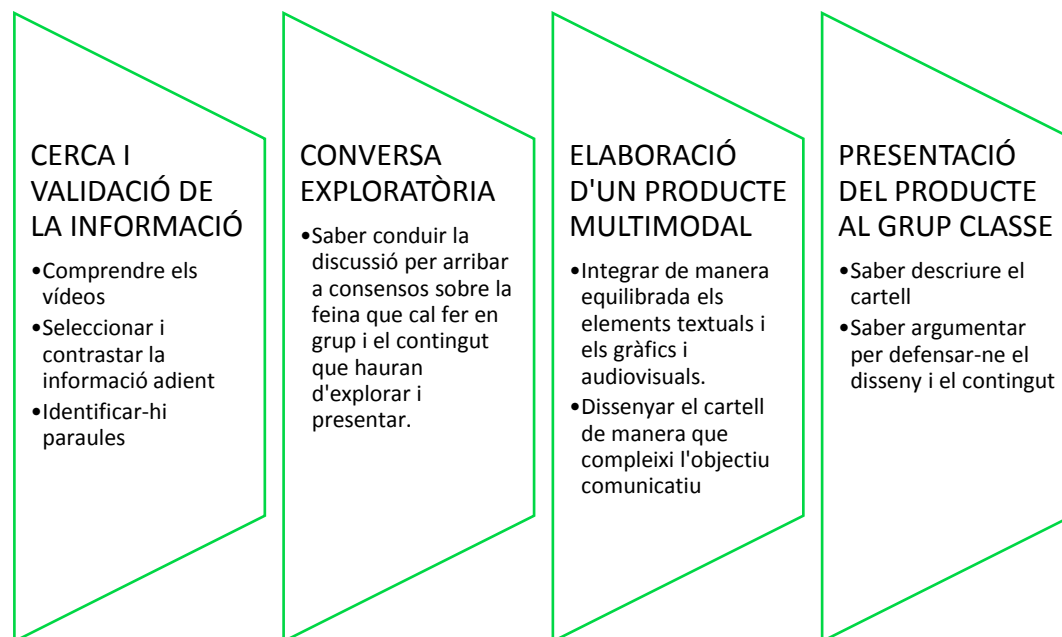 CERCA I
VALIDACIÓ DE
LA INFORMACIÓ
•Comprendre els
vídeos
•Seleccionar i
contrastar la
informació adient
•Identificar-hi
paraules
CONVERSA
EXPLORATÒRIA
•Saber conduir la
discussió per arribar
a consensos sobre la
feina que cal fer en
grup i el contingut
que hauran
d'explorar i
presentar.
ELABORACIÓ
D'UN PRODUCTE
MULTIMODAL
•Integrar de manera
equilibrada els
elements textuals i
els gràfics i
audiovisuals.
•Dissenyar el cartell
de manera que
compleixi l'objectiu
comunicatiu
PRESENTACIÓ
DEL PRODUCTE
AL GRUP CLASSE
•Saber descriure el
cartell
•Saber argumentar
per defensar-ne el
disseny i el contingut